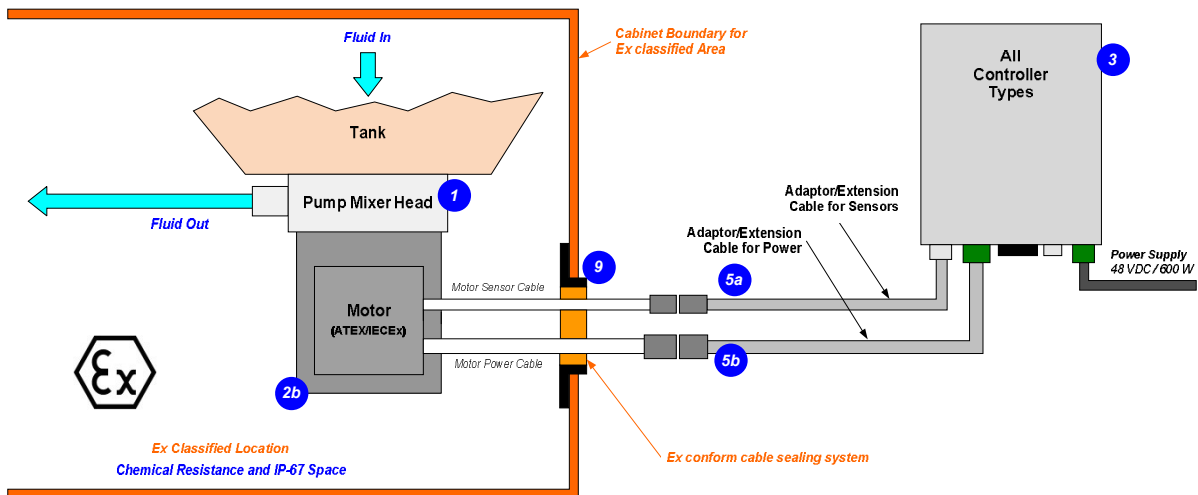 Fluid In
Cabinet Boundary for
Ex classified Area
All
Controller
Types
3
Tank
Pump Mixer Head
1
Fluid Out
Adaptor/Extension
Cable for Sensors
Adaptor/Extension
Cable for Power
Power Supply
48 VDC / 600 W
9
5a
Motor Sensor Cable
Motor
(ATEX/IECEx)
Motor Power Cable
5b
2b
Ex
Ex Classified Location
Chemical Resistance and IP-67 Space
Ex conform cable sealing system